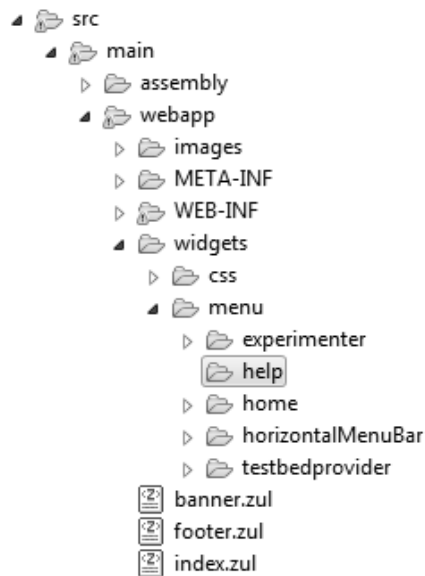 src
main
assembly
webapp
images
META-INF
WEB-INF
widgets
css
menu
experimenter
help
home
horizontalMenuBar
testbedprovider
banner.zul
footer.zul
index.zul